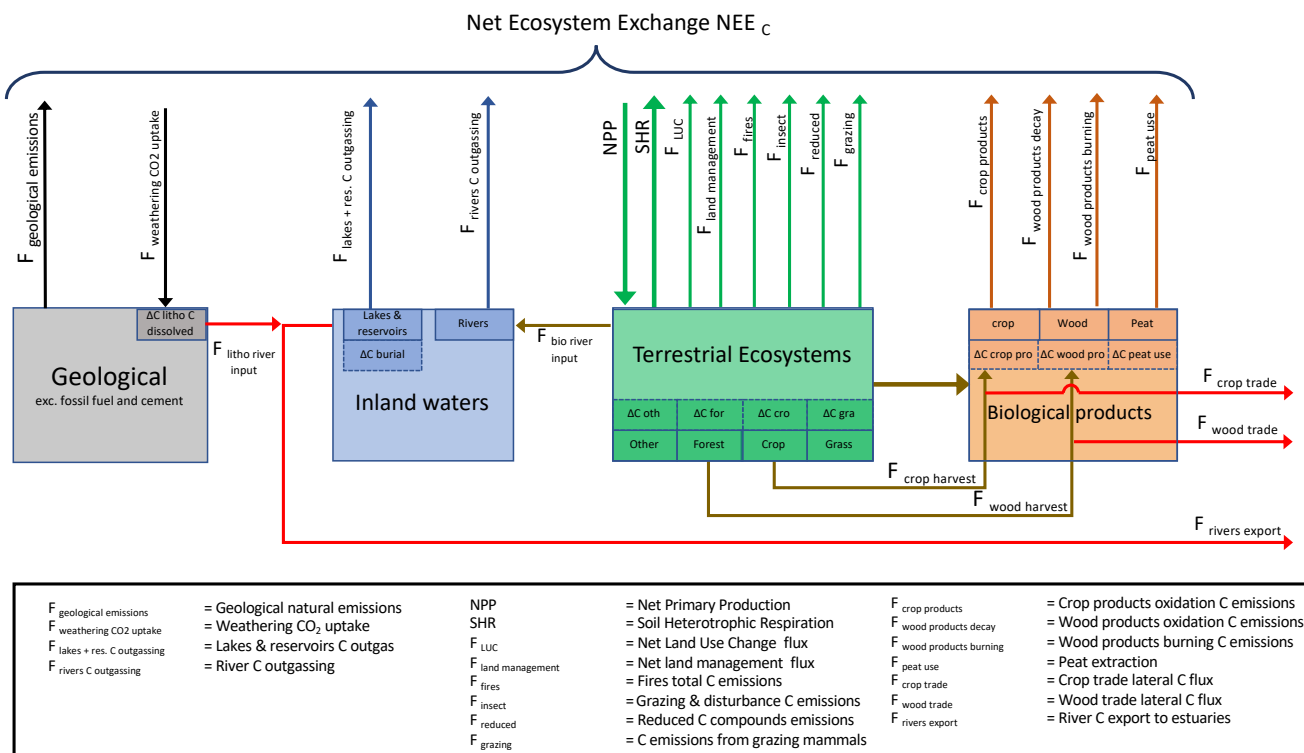 Net Ecosystem Exchange NEE C
F geological emissions
F weathering CO2 uptake
F lakes + res. C outgassing
F rivers C outgassing
NPP
SHR
F LUC
F land management
F fires
F insect
F reduced
F grazing
F crop products
F wood products decay
F wood products burning
F peat use
ΔC litho C
dissolved
Geological
exc. fossil fuel and cement
F litho river
input
Lakes &
reservoirs
ΔC burial
Rivers
Inland waters
F bio river
input
Terrestrial Ecosystems
ΔC oth
ΔC for
ΔC cro
ΔC gra
Other
Forest
Crop
Grass
crop
Wood
Peat
ΔC crop pro
ΔC wood pro
ΔC peat use
Biological products
F crop trade
F wood trade
F crop harvest
F wood harvest
F rivers export
F geological emissions = Geological natural emissions
F weathering CO2 uptake = Weathering CO₂ uptake
F lakes + res. C outgassing = Lakes & reservoirs C outgas
F rivers C outgassing = River C outgassing
NPP = Net Primary Production
SHR = Soil Heterotrophic Respiration
F LUC = Net Land Use Change flux
F land management = Net land management flux
F fires = Fires total C emissions
F insect = Grazing & disturbance C emissions
F reduced = Reduced C compounds emissions
F grazing = C emissions from grazing mammals
F crop products = Crop products oxidation C emissions
F wood products decay = Wood products oxidation C emissions
F wood products burning = Wood products burning C emissions
F peat use = Peat extraction
F crop trade = Crop trade lateral C flux
F wood trade = Wood trade lateral C flux
F rivers export = River C export to estuaries